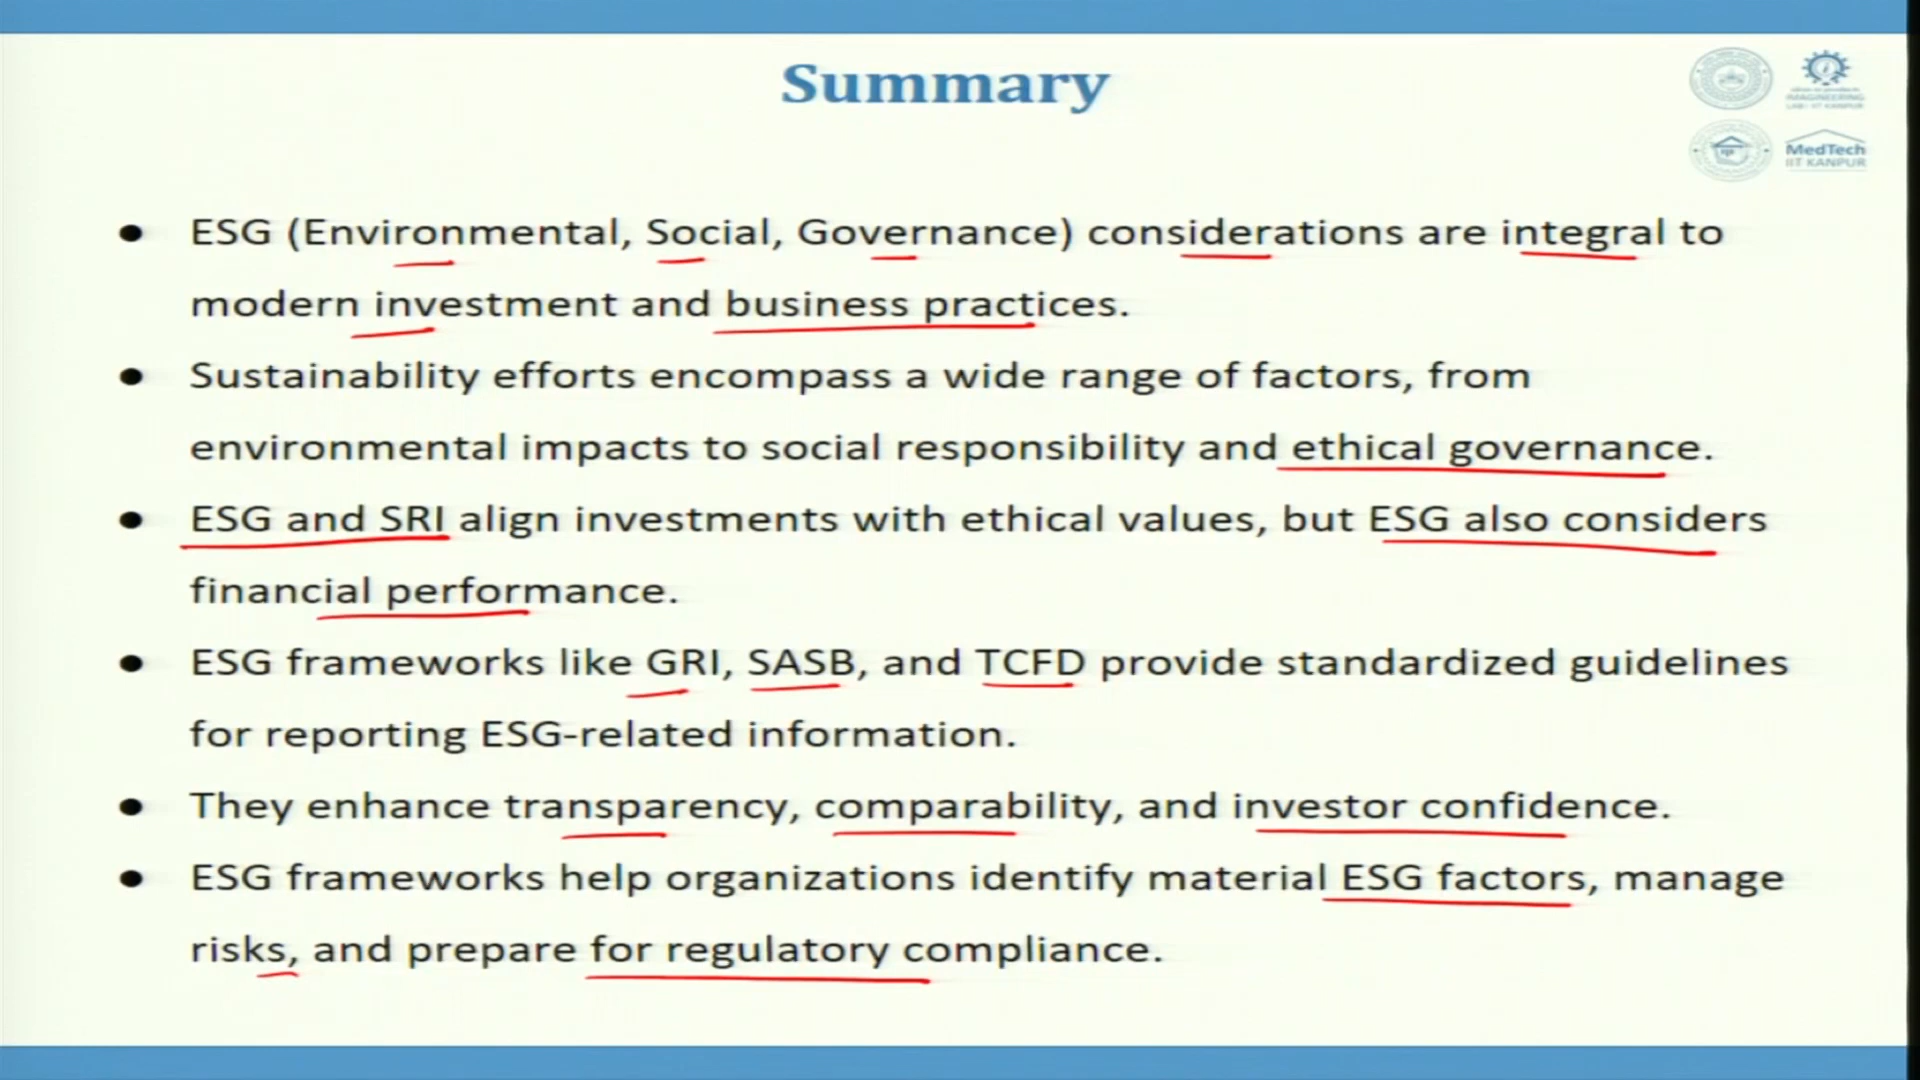 Summary
IMAGINEERING
LAB IIT KANPUR
MedTech
IIT KANPUR
● ESG (Environmental, Social, Governance) considerations are integral to
modern investment and business practices.
● Sustainability efforts encompass a wide range of factors, from
environmental impacts to social responsibility and ethical governance.
● ESG and SRI align investments with ethical values, but ESG also considers
financial performance.
● ESG frameworks like GRI, SASB, and TCFD provide standardized guidelines
for reporting ESG-related information.
● They enhance transparency, comparability, and investor confidence.
● ESG frameworks help organizations identify material ESG factors, manage
risks, and prepare for regulatory compliance.